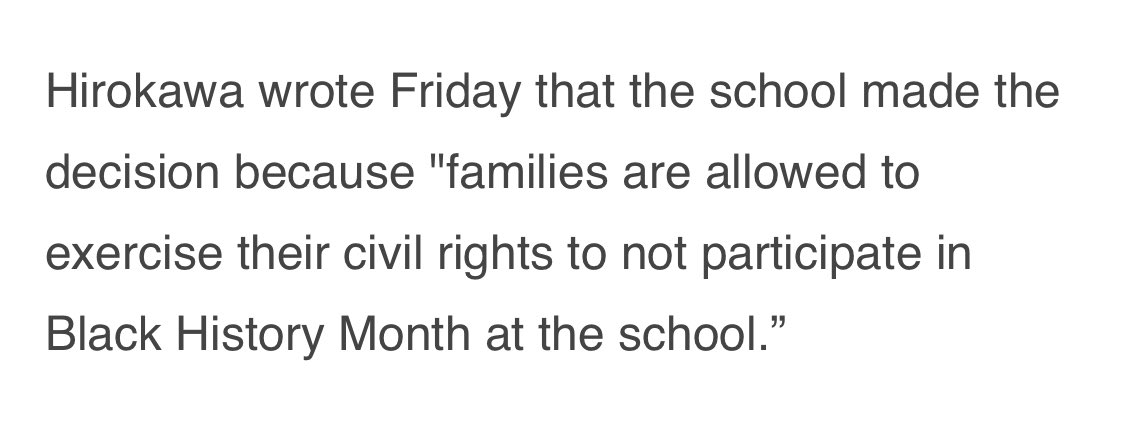 Hirokawa wrote Friday that the school made the
decision because "families are allowed to
exercise their civil rights to not participate in
Black History Month at the school.”